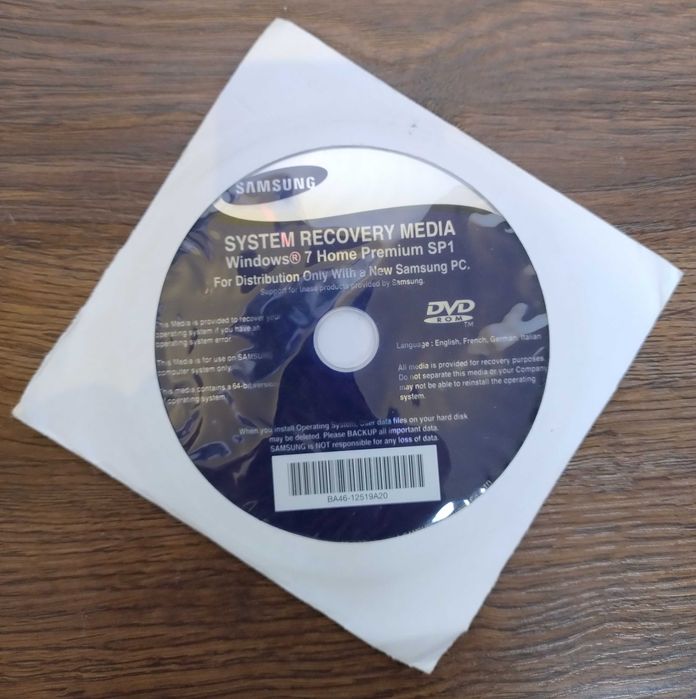 SAMSUNG
SYSTEM RECOVERY MEDIA
Windows® 7 Home Premium SP1
For Distribution Only With a New Samsung PC.
Support for these products provided by Samsung.
DVD
ROM™
This Media is provided to recover your
operating system if you have an
operating system error.
This Media is for use on SAMSUNG
computer system only.
This media contains a 64-bit version
operating system.
Language : English, French, German, Italian
All media is provided for recovery purposes.
Do not separate this media or your Company
may not be able to reinstall the operating
system.
When you install Operating System, User data files on your hard disk
may be deleted. Please BACKUP all important data.
SAMSUNG is NOT responsible for any loss of data.
BA46-12519A20